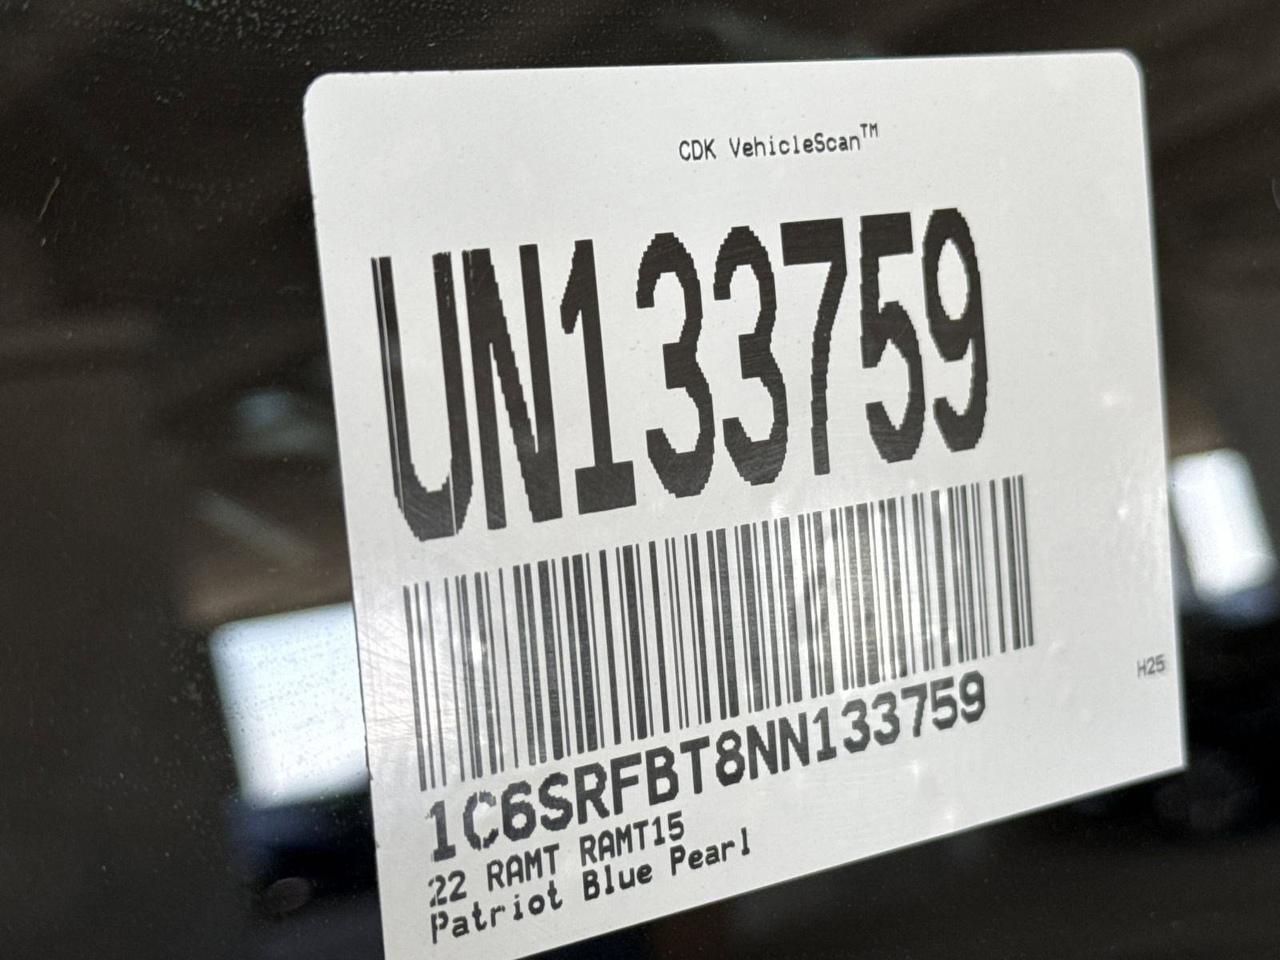 CDK VehicleScan™
UN133759
1C6SRFBT8NN133759
H25
22 RAMT RAMT15
Patriot Blue Pearl